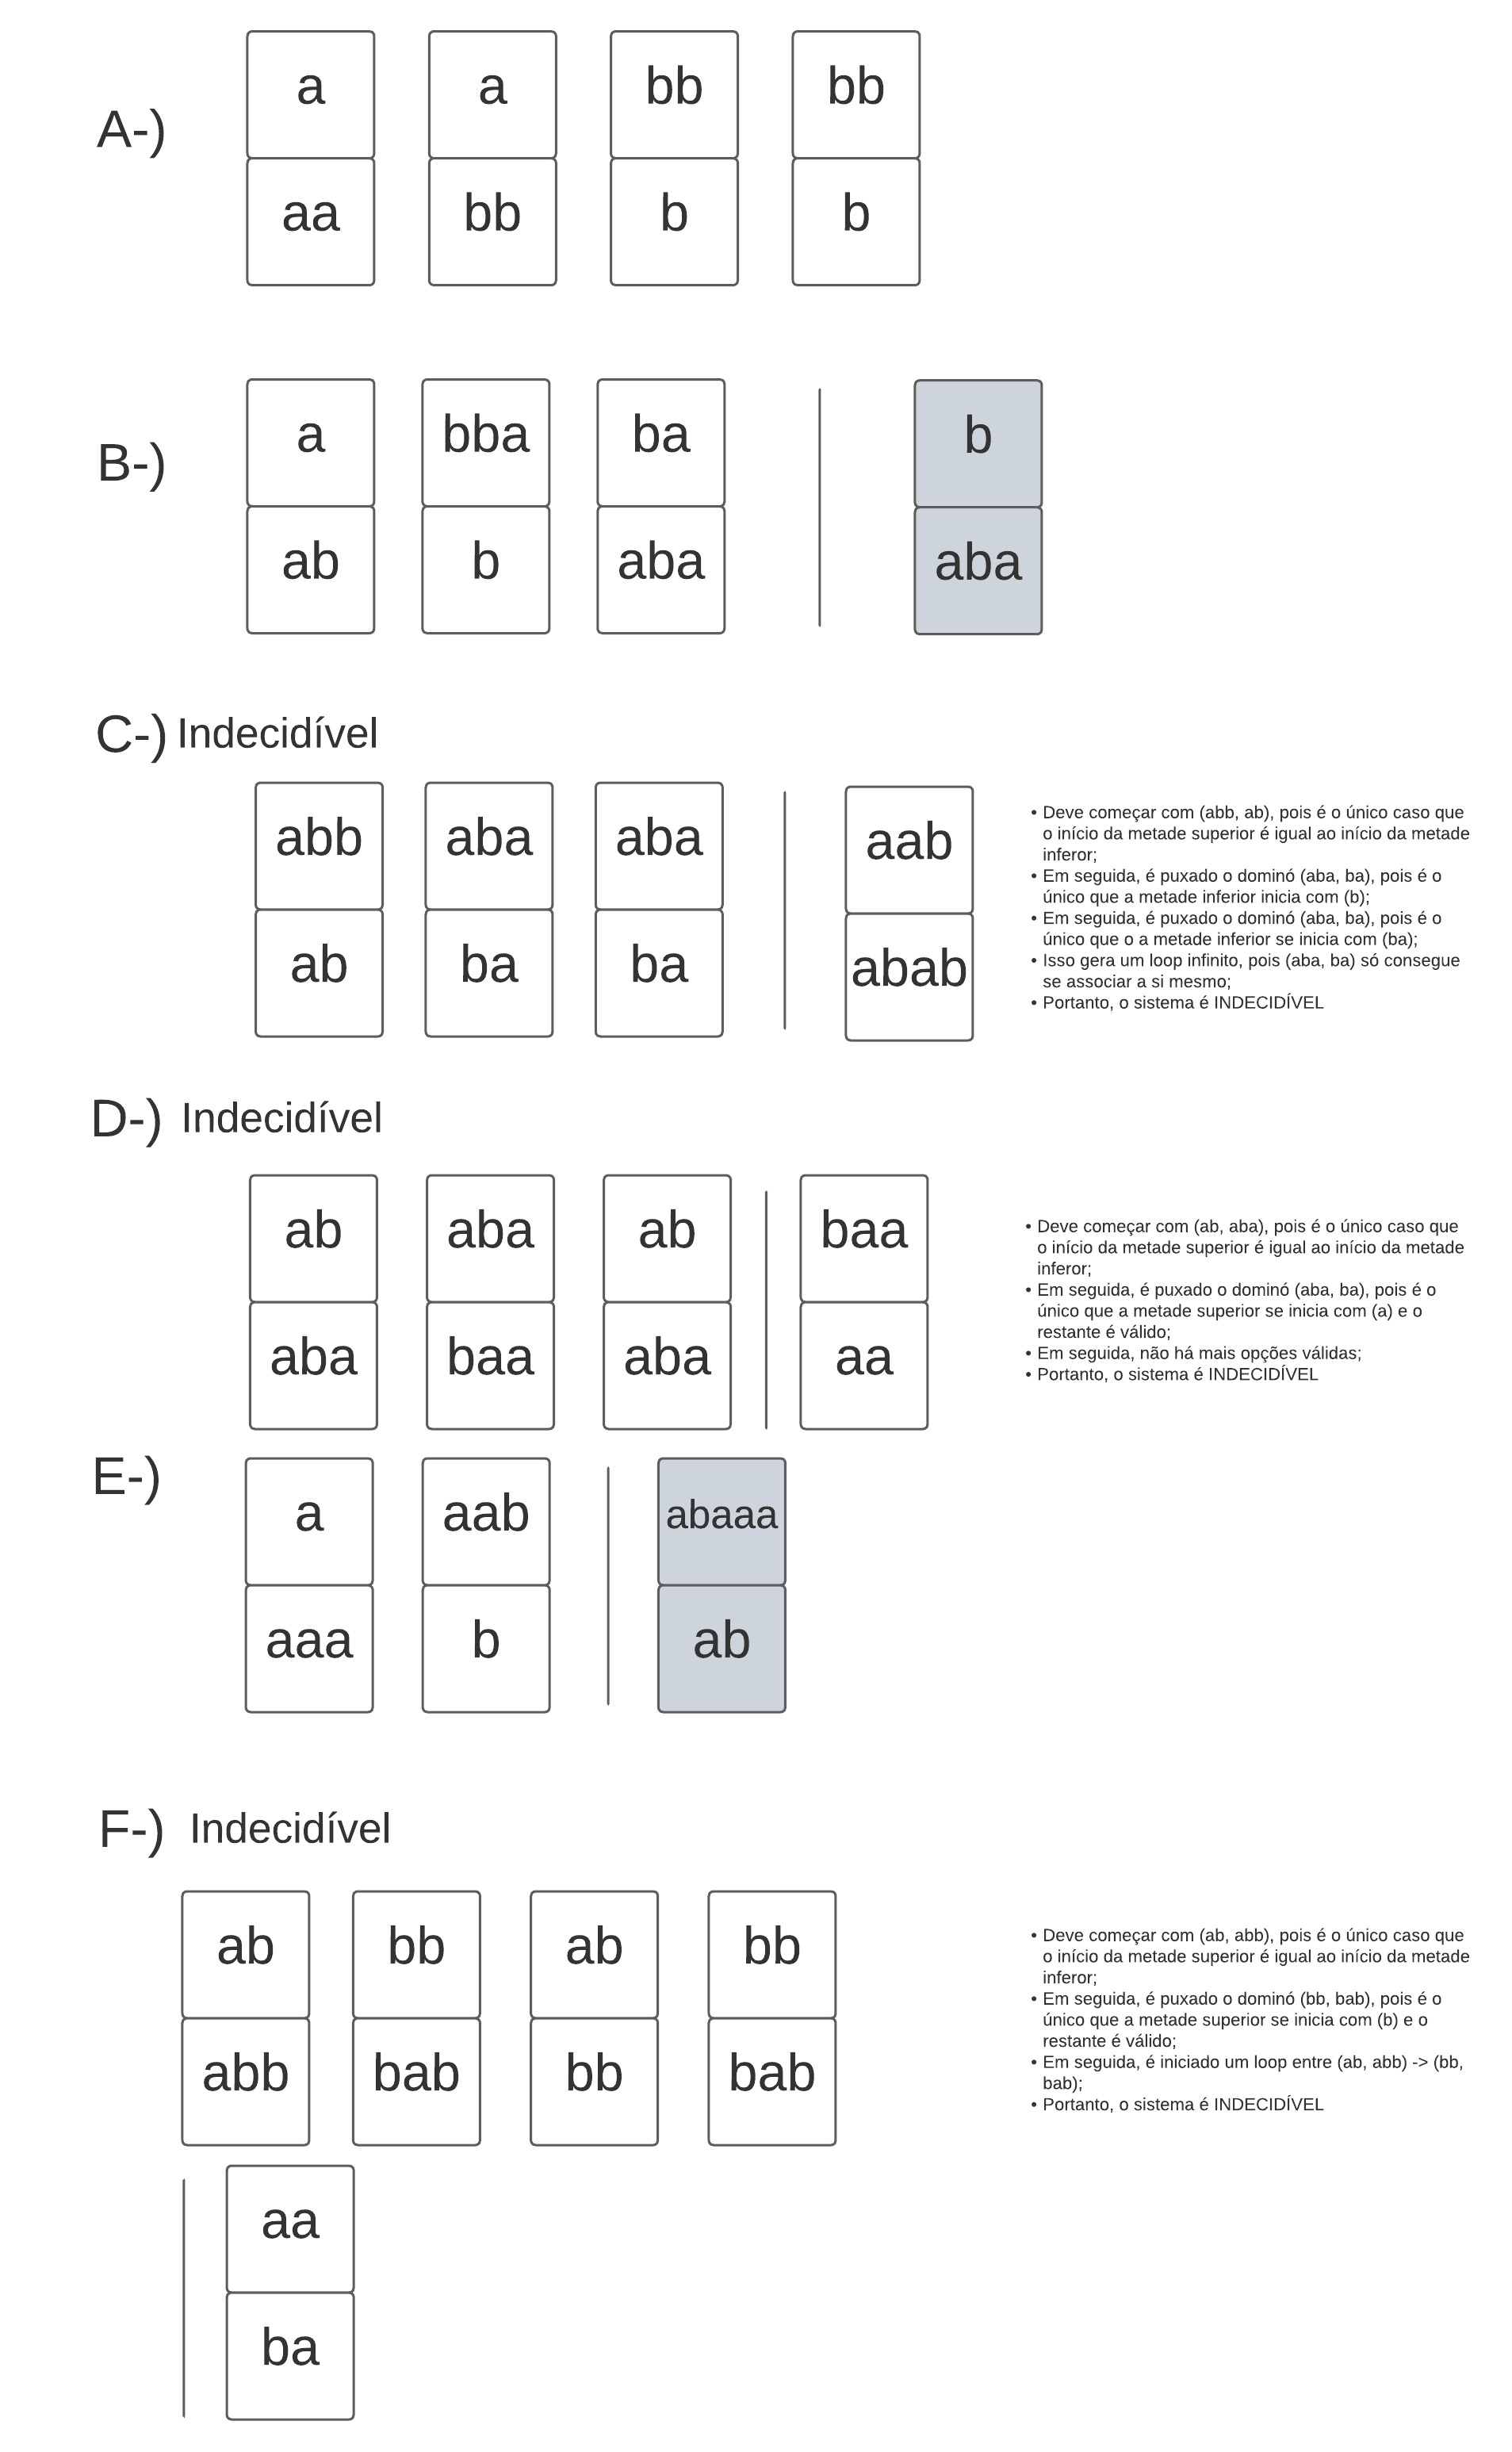 A-)
a a bb bb
aa bb b b
B-)
a bba ba b
ab b aba aba
C-) Indecidível
abb aba aba aab
ab ba ba abab
• Deve começar com (abb, ab), pois é o único caso que
o início da metade superior é igual ao início da metade
inferor;
• Em seguida, é puxado o dominó (aba, ba), pois é o
único que a metade inferior inicia com (b);
• Em seguida, é puxado o dominó (aba, ba), pois é o
único que o a metade inferior se inicia com (ba);
• Isso gera um loop infinito, pois (aba, ba) só consegue
se associar a si mesmo;
• Portanto, o sistema é INDECIDÍVEL
D-) Indecidível
ab aba ab baa
aba baa aba aa
• Deve começar com (ab, aba), pois é o único caso que
o início da metade superior é igual ao início da metade
inferor;
• Em seguida, é puxado o dominó (aba, ba), pois é o
único que a metade superior se inicia com (a) e o
restante é válido;
• Em seguida, não há mais opções válidas;
• Portanto, o sistema é INDECIDÍVEL
E-)
a aab abaaa
aaa b ab
F-) Indecidível
ab bb ab bb
abb bab bb bab
• Deve começar com (ab, abb), pois é o único caso que
o início da metade superior é igual ao início da metade
inferor;
• Em seguida, é puxado o dominó (bb, bab), pois é o
único que a metade superior se inicia com (b) e o
restante é válido;
• Em seguida, é iniciado um loop entre (ab, abb) -> (bb,
bab);
• Portanto, o sistema é INDECIDÍVEL
aa
ba